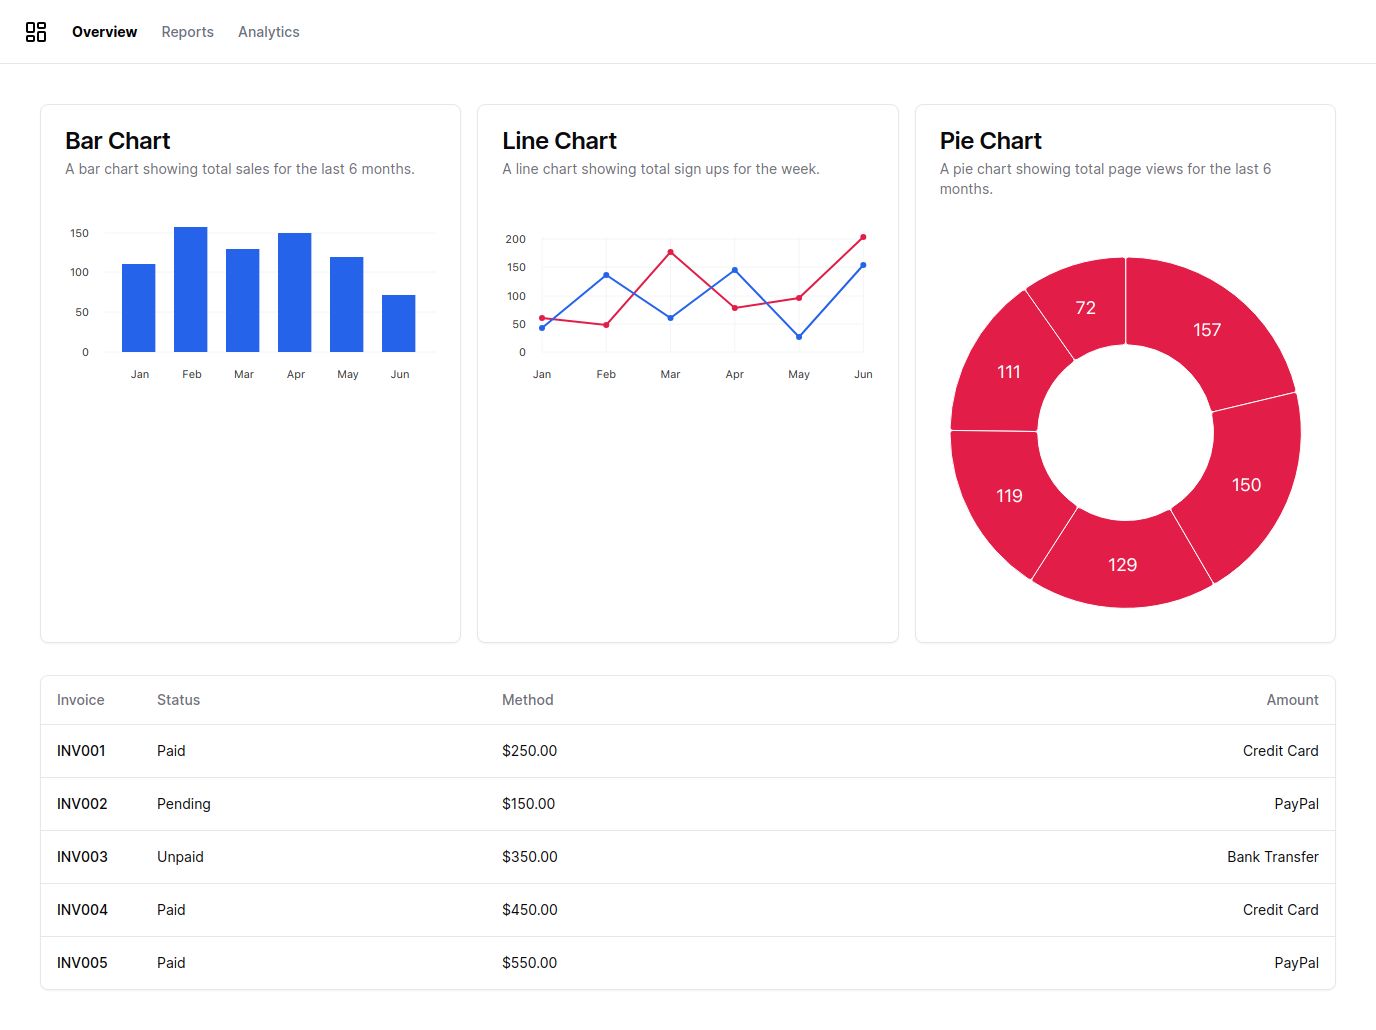 Overview Reports Analytics
Bar Chart
A bar chart showing total sales for the last 6 months.
150
100
50
0
Jan Feb Mar Apr May Jun
Line Chart
A line chart showing total sign ups for the week.
200
150
100
50
0
Jan Feb Mar Apr May Jun
Pie Chart
A pie chart showing total page views for the last 6
months.
72
157
111
119
150
129
Invoice Status Method Amount
INV001 Paid $250.00 Credit Card
INV002 Pending $150.00 PayPal
INV003 Unpaid $350.00 Bank Transfer
INV004 Paid $450.00 Credit Card
INV005 Paid $550.00 PayPal